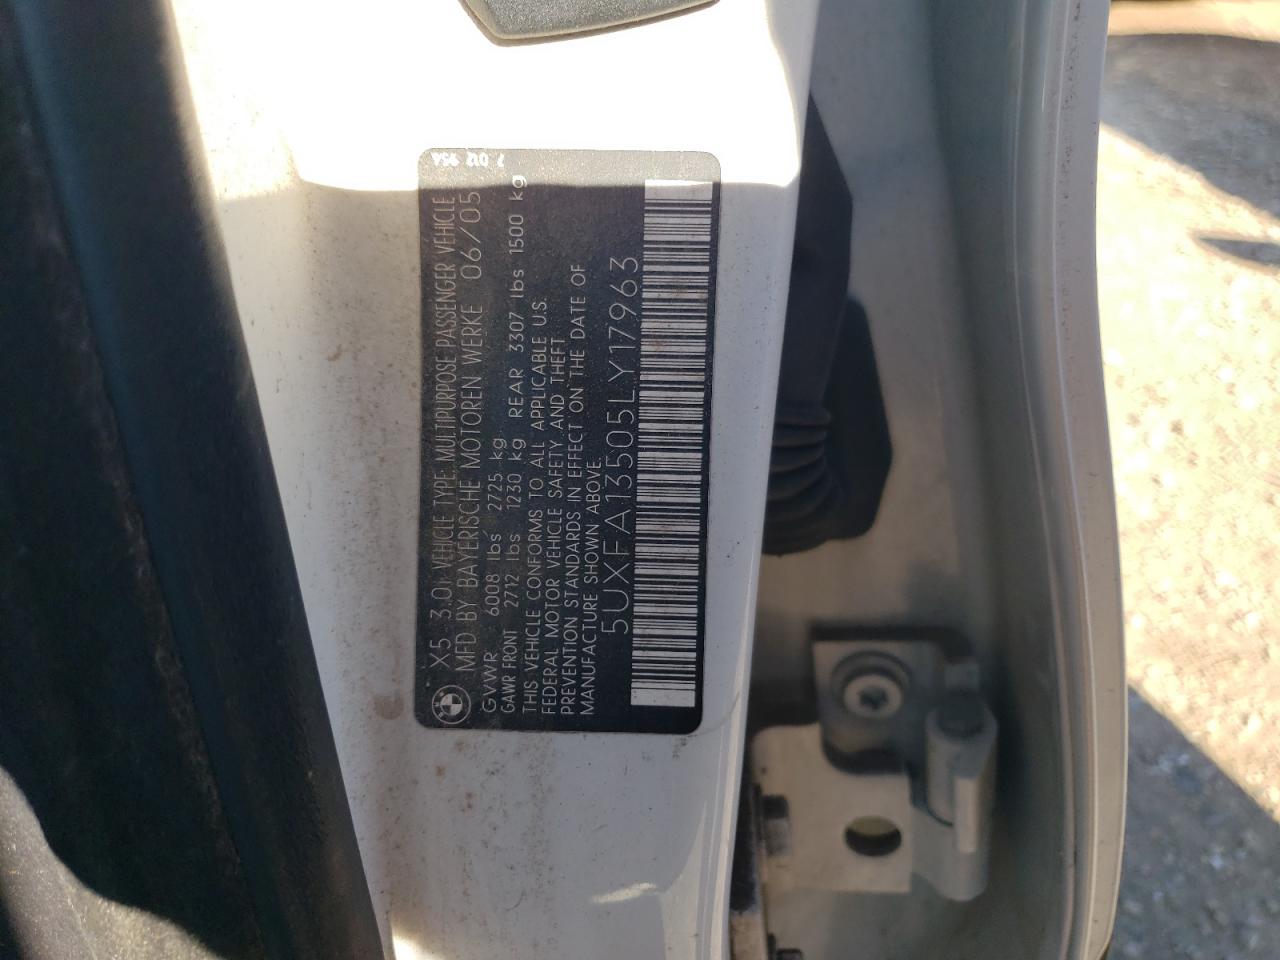 7 012 954
X5 3.0i VEHICLE TYPE: MULTIPURPOSE PASSENGER VEHICLE
MFD BY BAYERISCHE MOTOREN WERKE 06/05
GVWR 6008 lbs 2725 kg
GAWR FRONT 2712 lbs 1230 kg REAR 3307 lbs 1500 kg
THIS VEHICLE CONFORMS TO ALL APPLICABLE U.S.
FEDERAL MOTOR VEHICLE SAFETY AND THEFT
PREVENTION STANDARDS IN EFFECT ON THE DATE OF
MANUFACTURE SHOWN ABOVE.
5UXFA13505LY17963